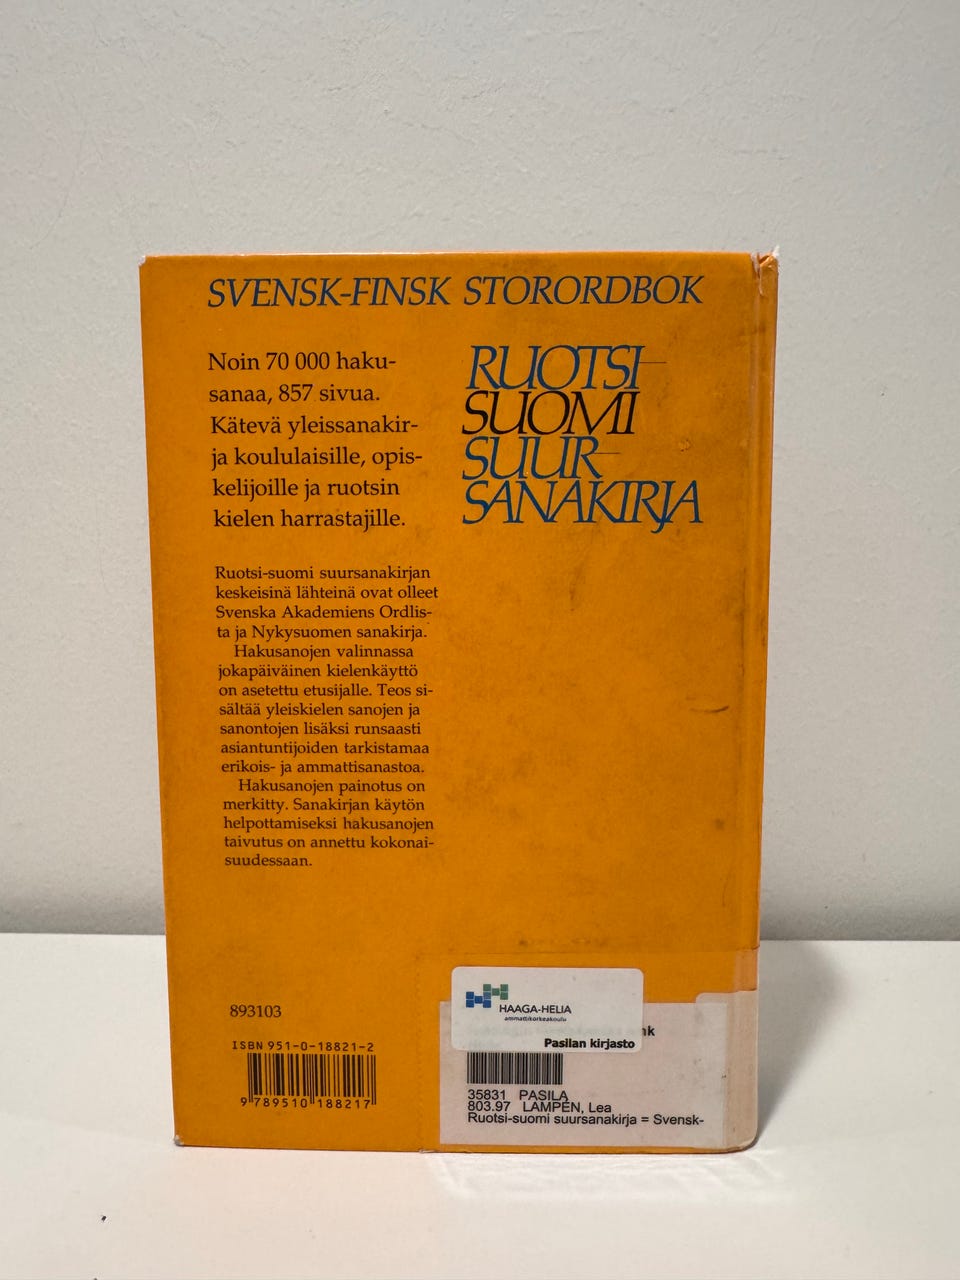 SVENSK-FINSK STORORDBOK
Noin 70 000 haku-
sanaa, 857 sivua.
Kätevä yleissanakir-
ja koululaisille, opis-
kelijoille ja ruotsin
kielen harrastajille.
RUOTSI-
SUOMI
SUUR-
SANAKIRJA
Ruotsi-suomi suursanakirjan
keskeisinä lähteinä ovat olleet
Svenska Akademiens Ordlis-
ta ja Nykysuomen sanakirja.
Hakusanojen valinnassa
jokapäiväinen kielenkäyttö
on asetettu etusijalle. Teos si-
sältää yleiskielen sanojen ja
sanontojen lisäksi runsaasti
asiantuntijoiden tarkistamaa
erikois- ja ammattisanastoa.
Hakusanojen painotus on
merkitty. Sanakirjan käytön
helpottamiseksi hakusanojen
taivutus on annettu kokonai-
suudessaan.
893103
ISBN 951-0-18821-2
9 789510 188217
HAAGA-HELIA
ammattikorkeakoulu
Pasilan kirjasto
35831 PASILA
803.97 LAMPÉN, Lea
Ruotsi-suomi suursanakirja = Svensk-